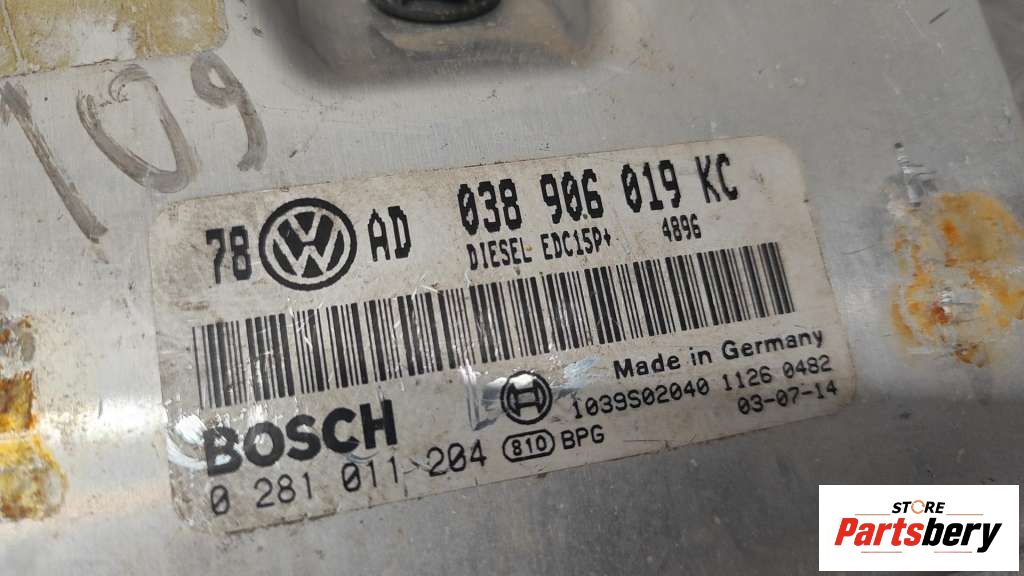 109
78 VW AD 038 906 019 KC
DIESEL EDC15P+ 4896
Made in Germany
BOSCH 1039S02040 1126 0482
0 281 011 204 810 BPG 03-07-14
STORE
Partsbery